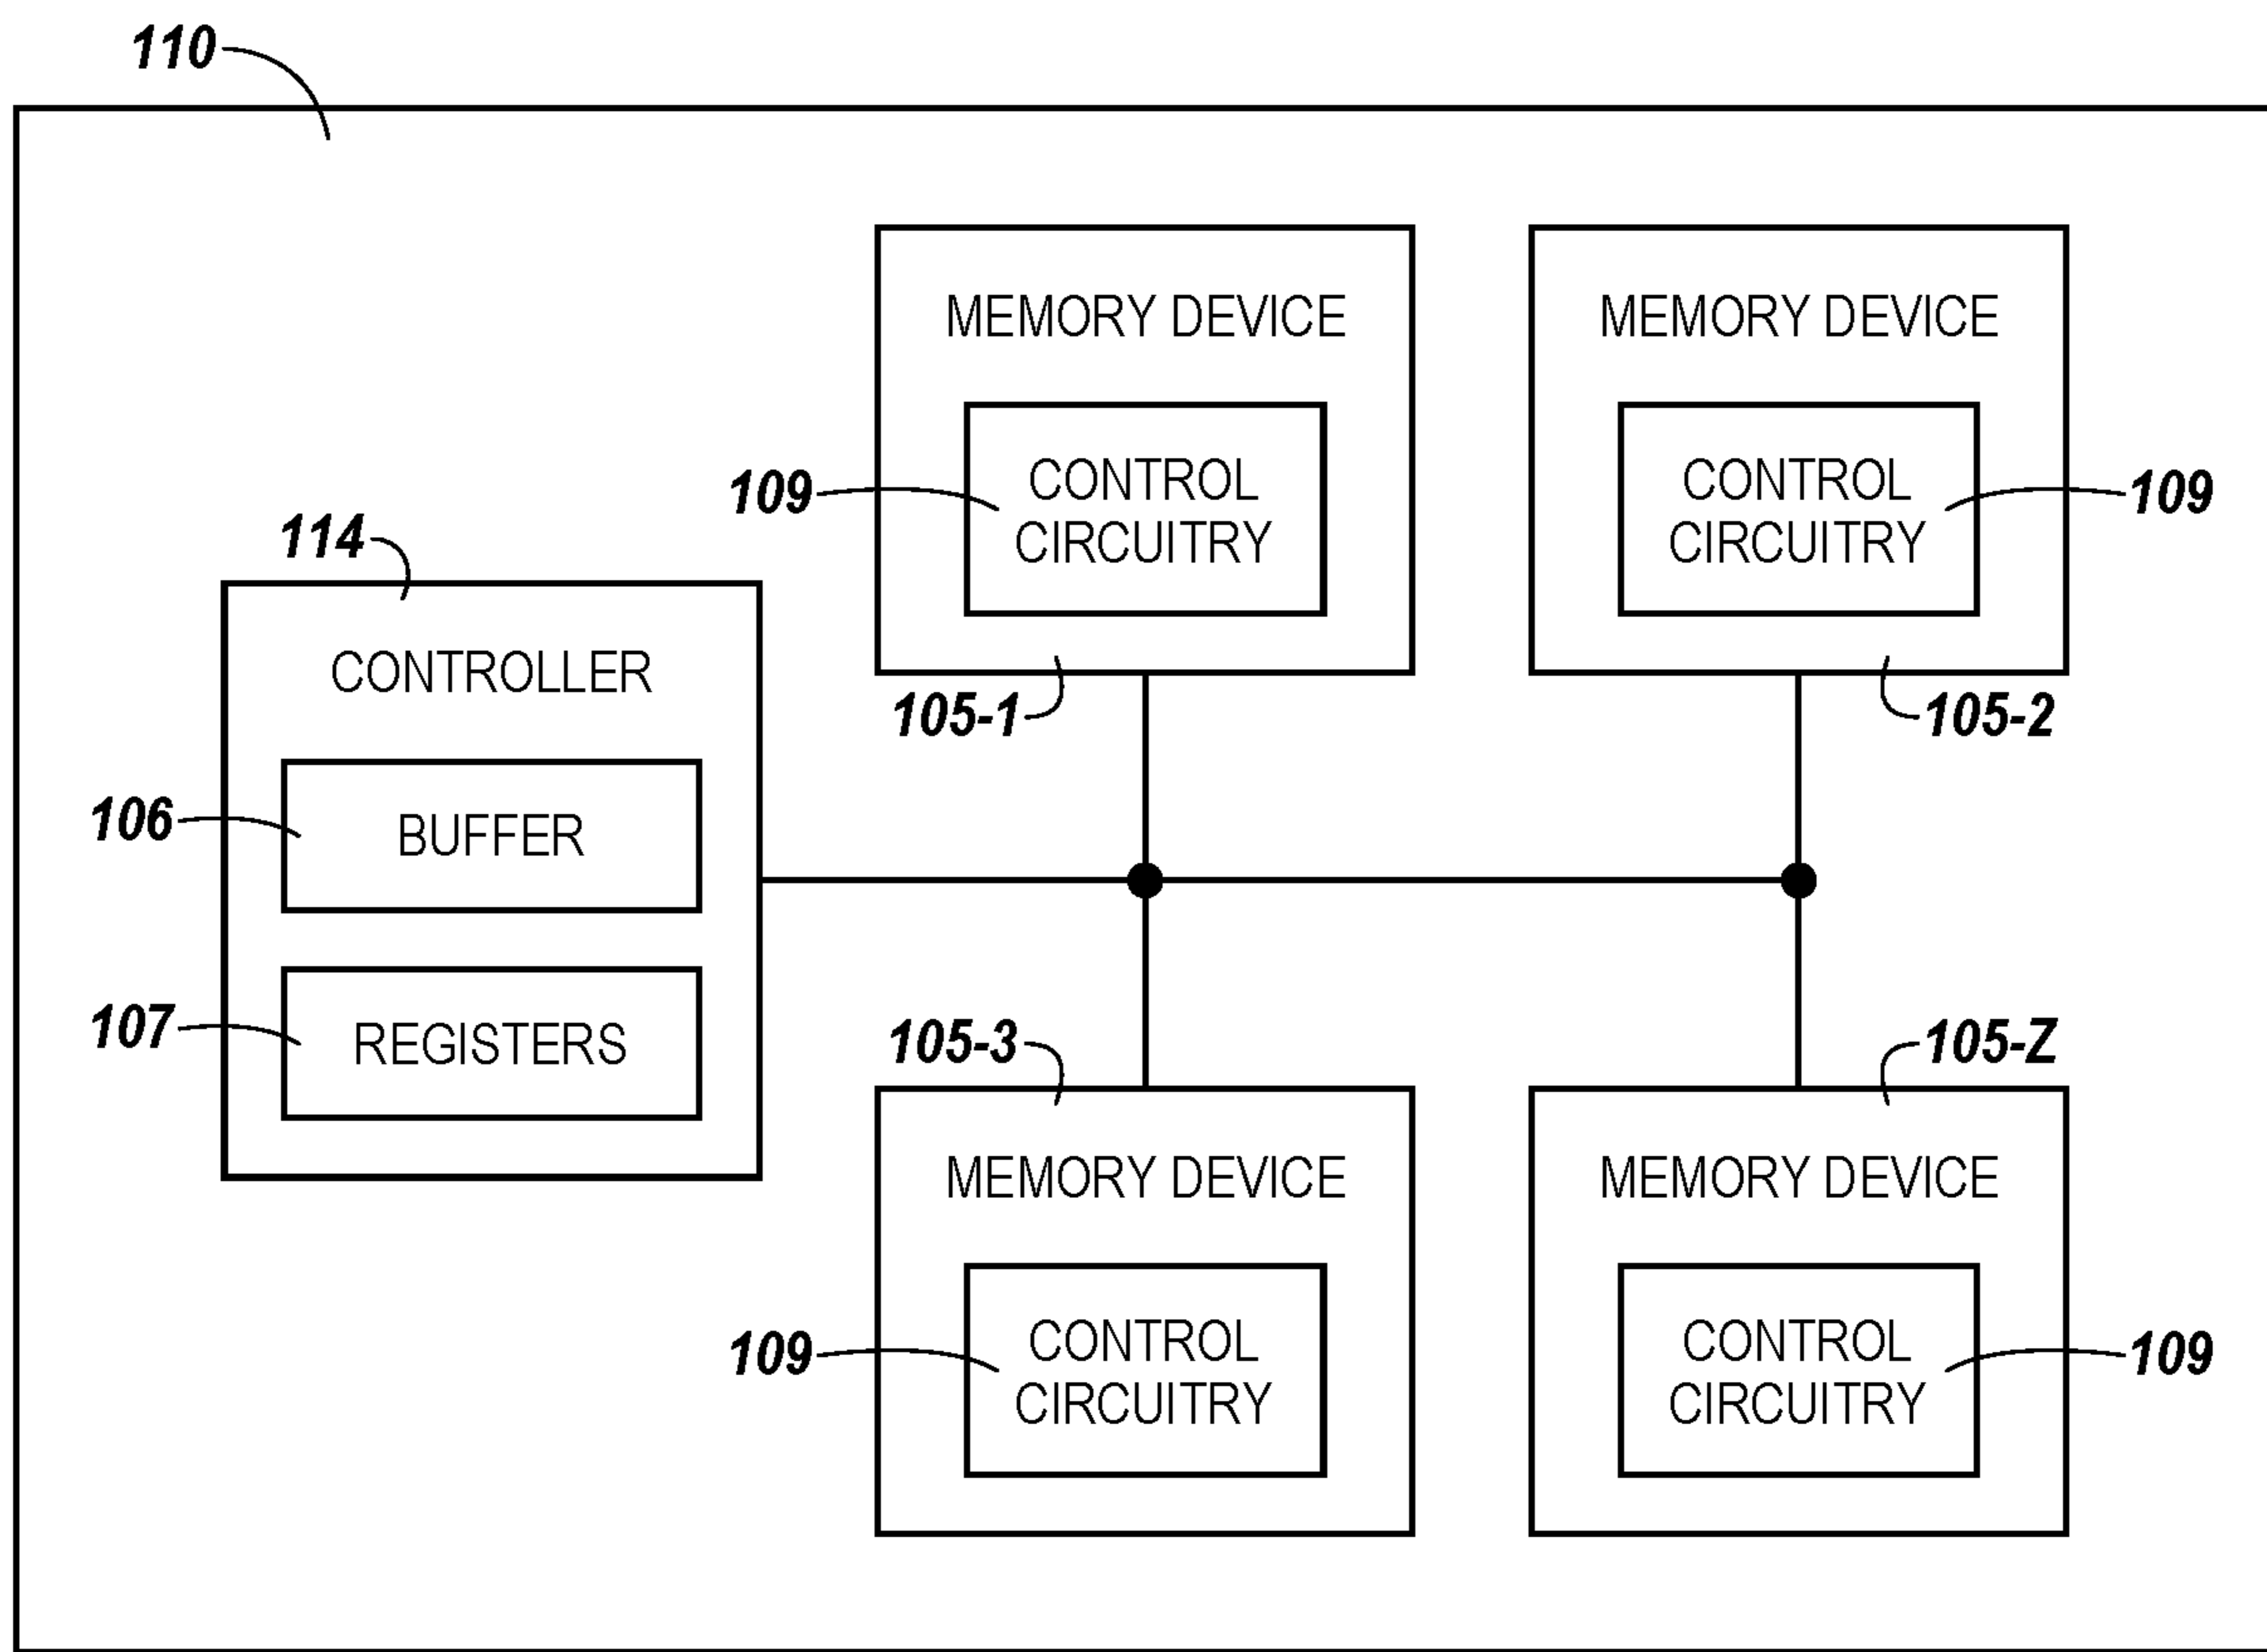 110
MEMORY DEVICE
MEMORY DEVICE
109
CONTROL
CIRCUITRY
CONTROL
CIRCUITRY
109
114
CONTROLLER
105-1
105-2
106
BUFFER
107
REGISTERS
105-3
105-Z
MEMORY DEVICE
MEMORY DEVICE
109
CONTROL
CIRCUITRY
CONTROL
CIRCUITRY
109